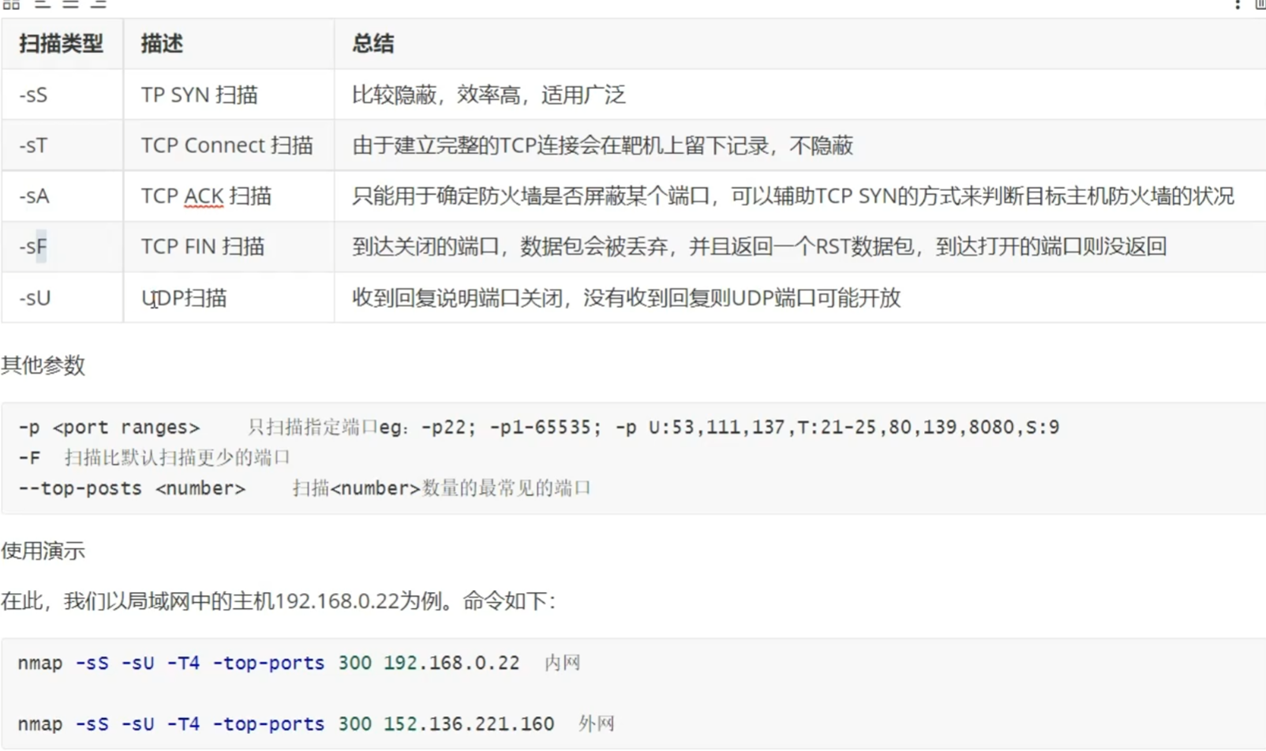 扫描类型 描述 总结
-sS TP SYN 扫描 比较隐蔽，效率高，适用广泛
-sT TCP Connect 扫描 由于建立完整的TCP连接会在靶机上留下记录，不隐蔽
-sA TCP ACK 扫描 只能用于确定防火墙是否屏蔽某个端口，可以辅助TCP SYN的方式来判断目标主机防火墙的状况
-sF TCP FIN 扫描 到达关闭的端口，数据包会被丢弃，并且返回一个RST数据包，到达打开的端口则没返回
-sU UDP扫描 收到回复说明端口关闭，没有收到回复则UDP端口可能开放
其他参数
-p <port ranges> 只扫描指定端口eg：-p22; -p1-65535; -p U:53,111,137,T:21-25,80,139,8080,S:9
-F 扫描比默认扫描更少的端口
--top-posts <number> 扫描<number>数量的最常见的端口
使用演示
在此，我们以局域网中的主机192.168.0.22为例。命令如下：
nmap -sS -sU -T4 -top-ports 300 192.168.0.22 内网
nmap -sS -sU -T4 -top-ports 300 152.136.221.160 外网